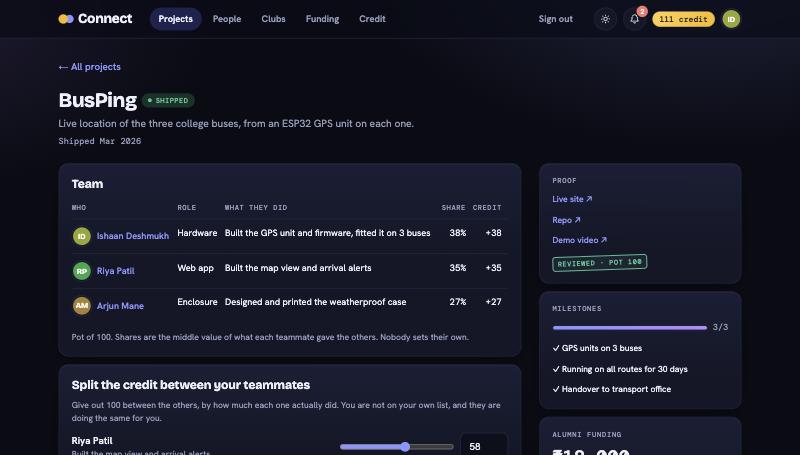 Connect
Projects People Clubs Funding Credit Sign out 2 111 credit ID
← All projects
BusPing SHIPPED
Live location of the three college buses, from an ESP32 GPS unit on each one.
Shipped Mar 2026
Team
WHO ROLE WHAT THEY DID SHARE CREDIT
ID Ishaan Deshmukh Hardware Built the GPS unit and firmware, fitted it on 3 buses 38% +38
RP Riya Patil Web app Built the map view and arrival alerts 35% +35
AM Arjun Mane Enclosure Designed and printed the weatherproof case 27% +27
Pot of 100. Shares are the middle value of what each teammate gave the others. Nobody sets their own.
Split the credit between your teammates
Give out 100 between the others, by how much each one actually did. You are not on your own list, and they are
doing the same for you.
Riya Patil
58
Built the map view and arrival alerts
PROOF
Live site ↗
Repo ↗
Demo video ↗
REVIEWED · POT 100
MILESTONES
3/3
✓ GPS units on 3 buses
✓ Running on all routes for 30 days
✓ Handover to transport office
ALUMNI FUNDING